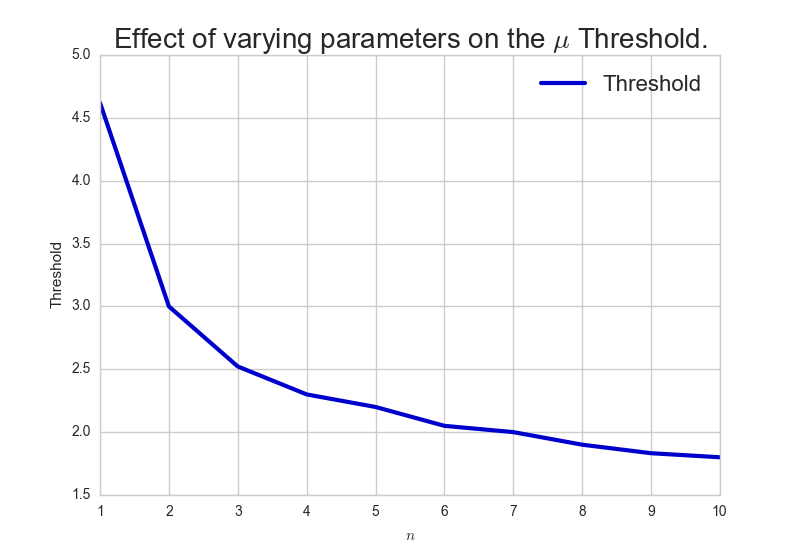 Effect of varying parameters on the μ Threshold.
Threshold
5.0
4.5
4.0
3.5
3.0
2.5
2.0
1.5
Threshold
1 2 3 4 5 6 7 8 9 10
n